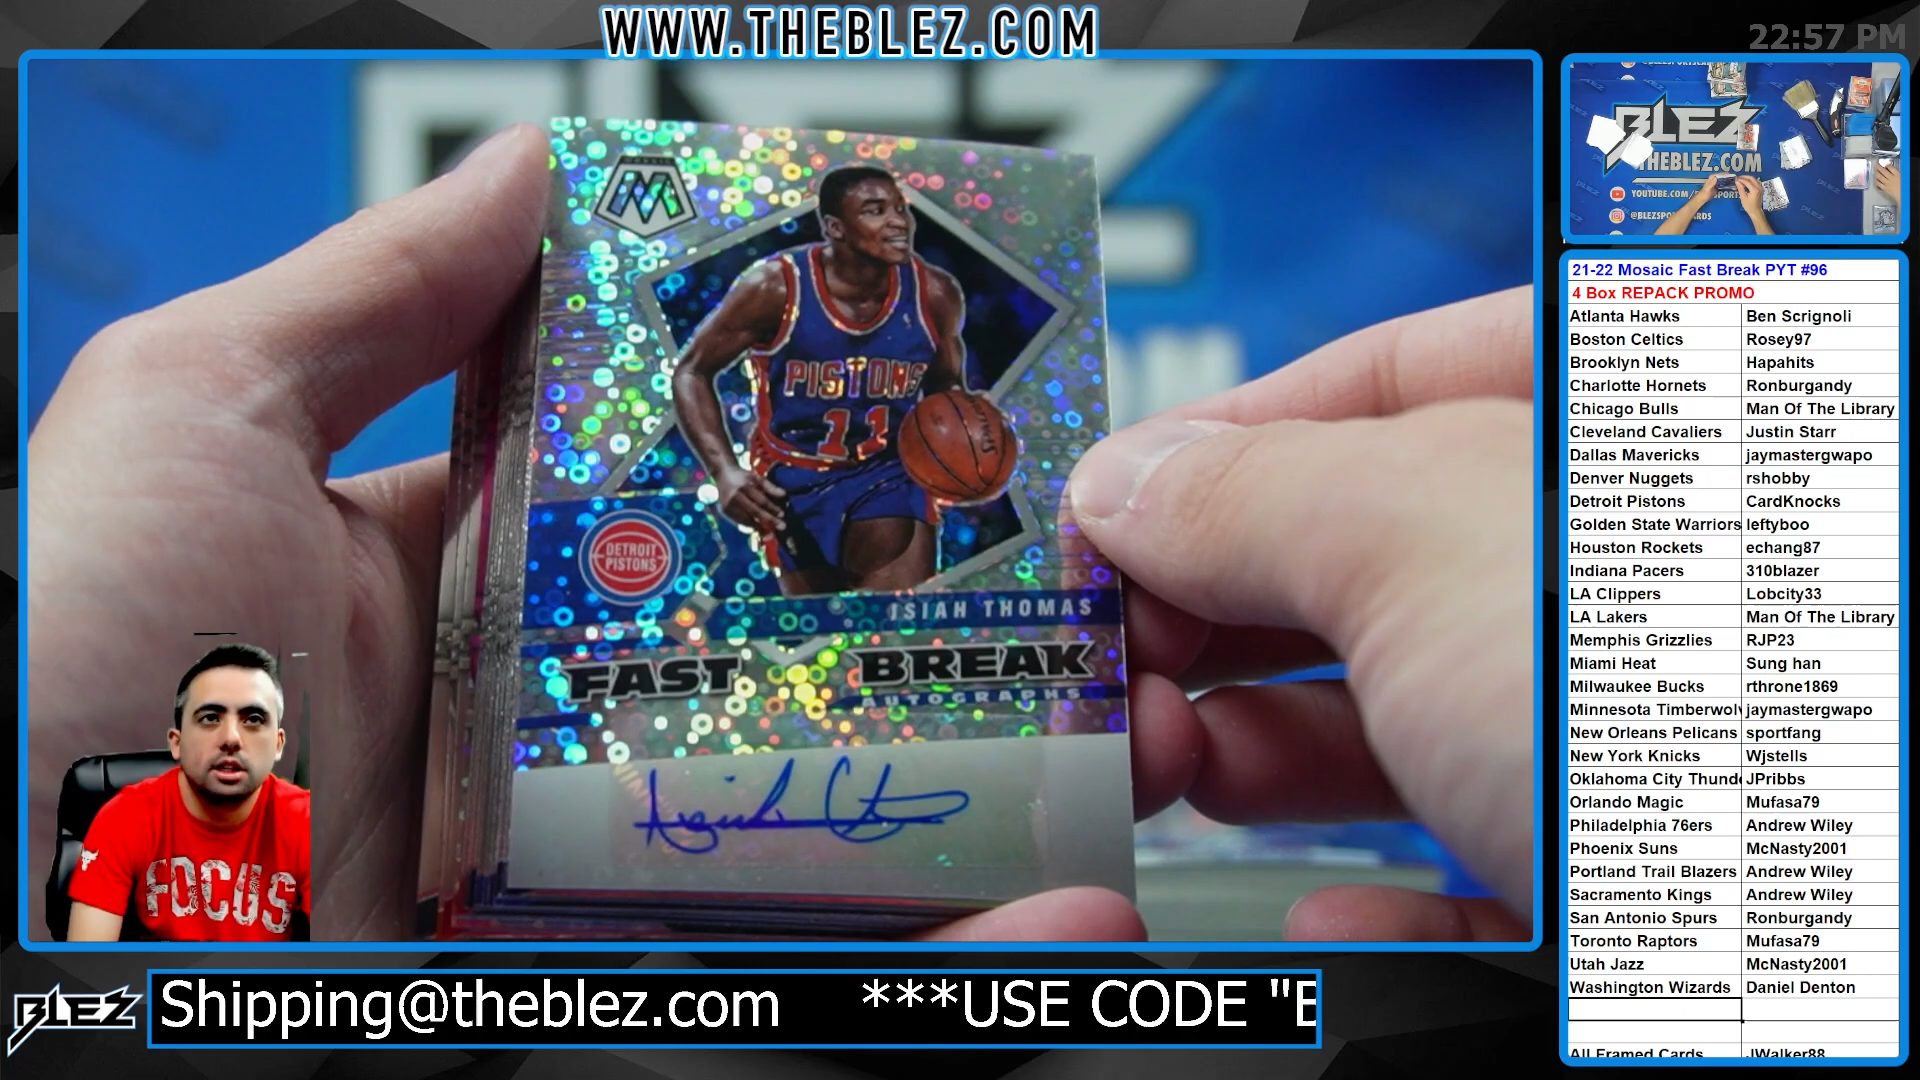 WWW.THEBLEZ.COM
22:57 PM
BLEZ
THEBLEZ.COM
21-22 Mosaic Fast Break PYT #96
4 Box REPACK PROMO
Atlanta Hawks Ben Scrignoli
Boston Celtics Rosey97
Brooklyn Nets Hapahits
Charlotte Hornets Ronburgandy
Chicago Bulls Man Of The Library
Cleveland Cavaliers Justin Starr
Dallas Mavericks jaymastergwapo
Denver Nuggets rshobby
Detroit Pistons CardKnocks
Golden State Warriors leftyboo
Houston Rockets echang87
Indiana Pacers 310blazer
LA Clippers Lobcity33
LA Lakers Man Of The Library
Memphis Grizzlies RJP23
Miami Heat Sung han
Milwaukee Bucks rthrone1869
Minnesota Timberwolv jaymastergwapo
New Orleans Pelicans sportfang
New York Knicks Wjstells
Oklahoma City Thunde JPribbs
Orlando Magic Mufasa79
Philadelphia 76ers Andrew Wiley
Phoenix Suns McNasty2001
Portland Trail Blazers Andrew Wiley
Sacramento Kings Andrew Wiley
San Antonio Spurs Ronburgandy
Toronto Raptors Mufasa79
Utah Jazz McNasty2001
Washington Wizards Daniel Denton
All Framed Cards JWalker88
M
PISTONS
11
DETROIT
PISTONS
ISIAH THOMAS
FAST BREAK
AUTOGRAPHS
FOCUS
BLEZ
Shipping@theblez.com ***USE CODE "E